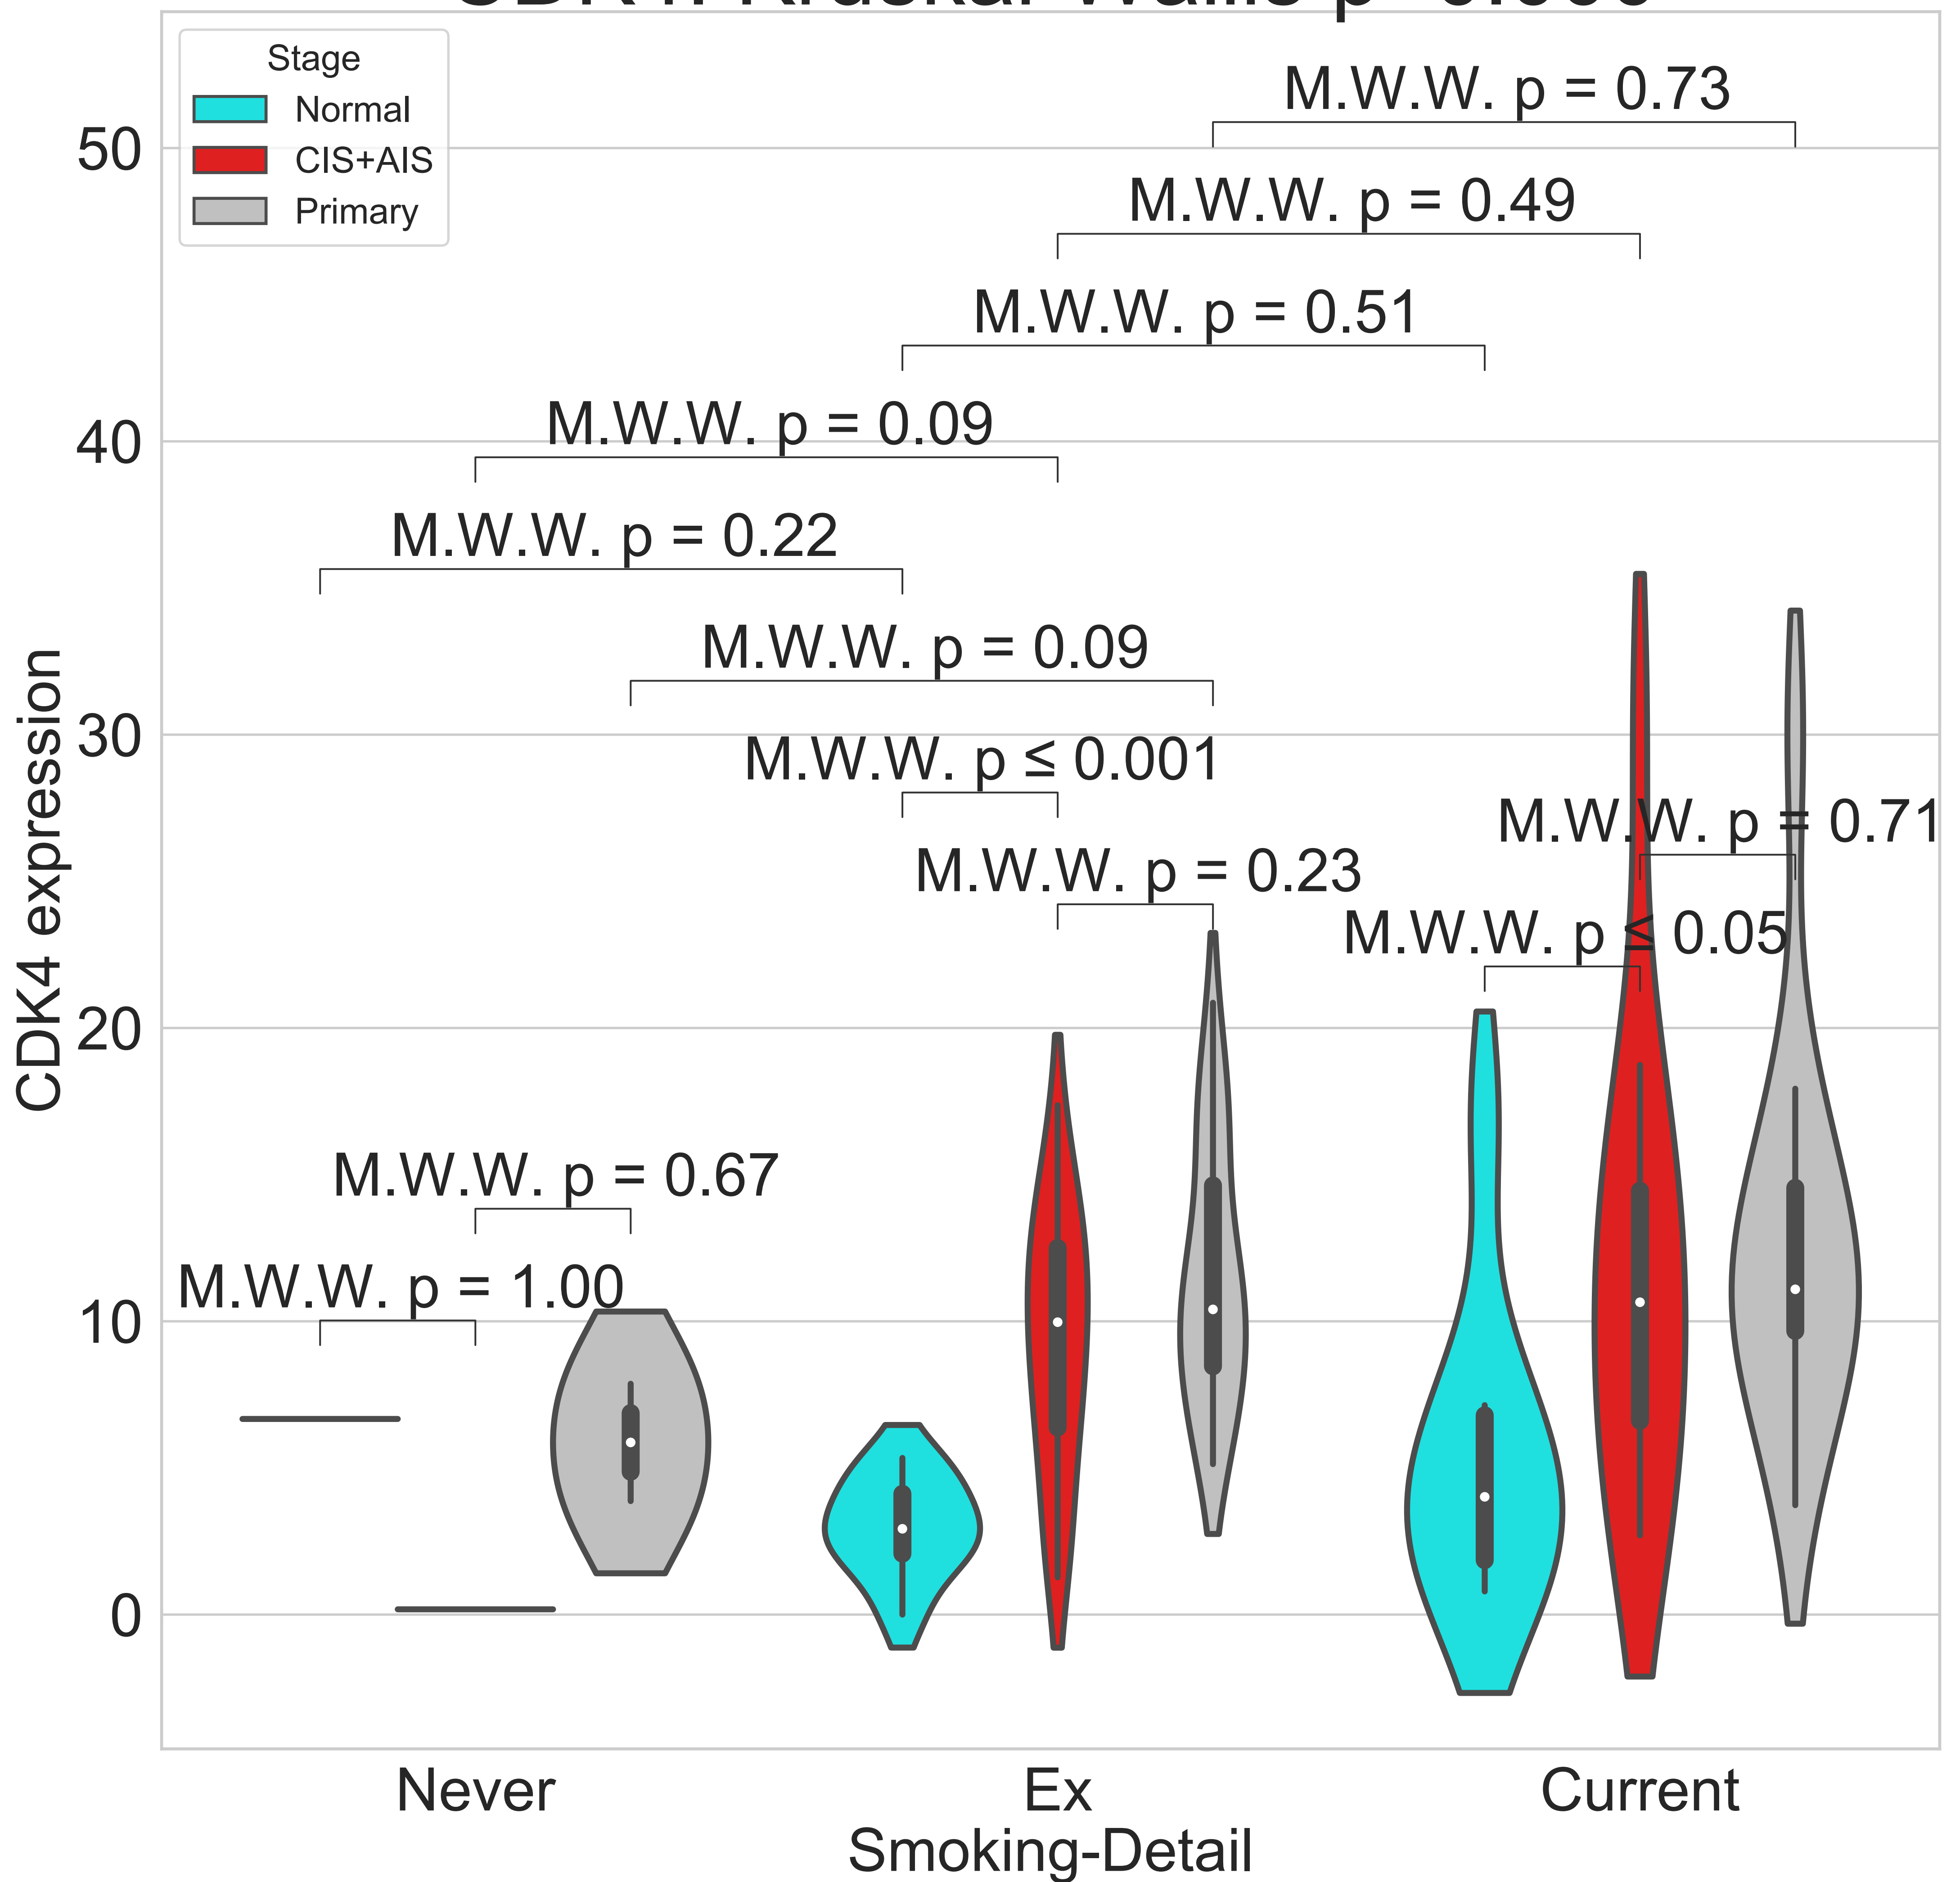 Stage
Normal
CIS+AIS
Primary
M.W.W. p = 0.73
M.W.W. p = 0.49
M.W.W. p = 0.51
M.W.W. p = 0.09
M.W.W. p = 0.22
M.W.W. p = 0.09
M.W.W. p ≤ 0.001
M.W.W. p = 0.71
M.W.W. p = 0.23
M.W.W. p ≤ 0.05
M.W.W. p = 0.67
M.W.W. p = 1.00
50
40
30
20
10
0
CDK4 expression
Never
Ex
Current
Smoking-Detail